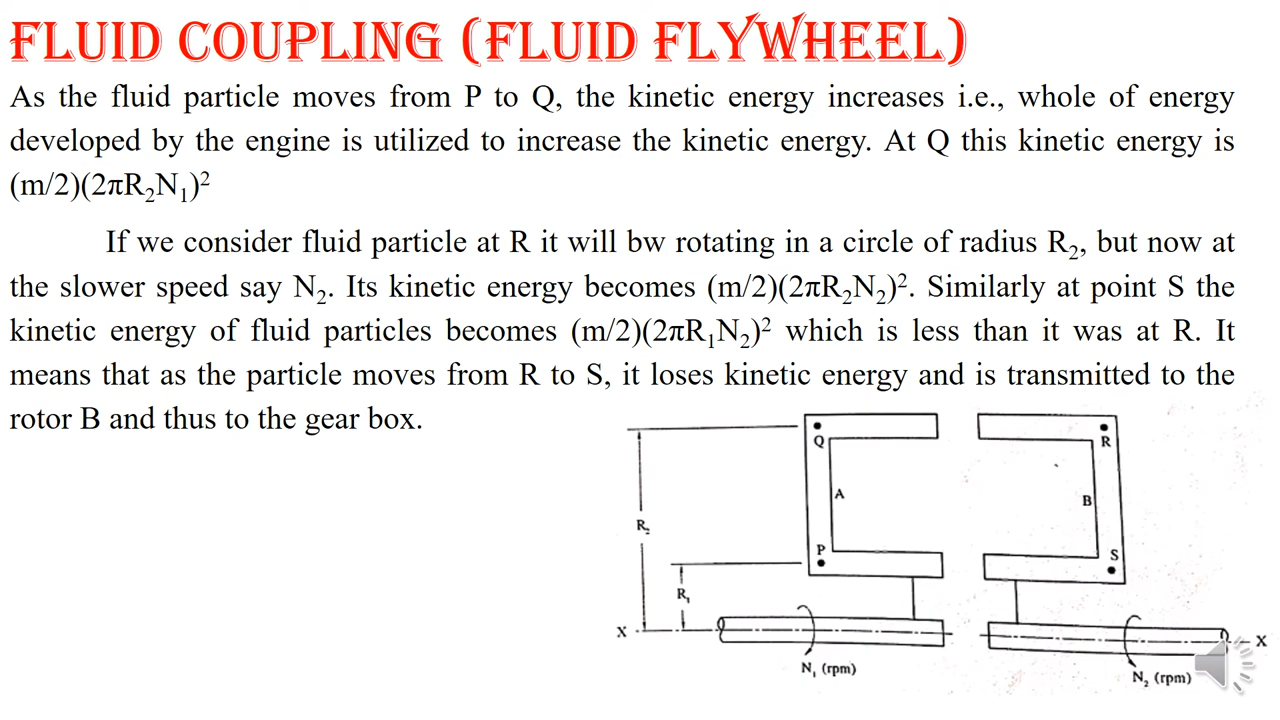 FLUID COUPLING (FLUID FLYWHEEL)
As the fluid particle moves from P to Q, the kinetic energy increases i.e., whole of energy
developed by the engine is utilized to increase the kinetic energy. At Q this kinetic energy is
(m/2)(2πR₂N₁)²
If we consider fluid particle at R it will bw rotating in a circle of radius R₂, but now at
the slower speed say N₂. Its kinetic energy becomes (m/2)(2πR₂N₂)². Similarly at point S the
kinetic energy of fluid particles becomes (m/2)(2πR₁N₂)² which is less than it was at R. It
means that as the particle moves from R to S, it loses kinetic energy and is transmitted to the
rotor B and thus to the gear box.
Q R
A B
R₂
P S
R₁
X X
N₁ (rpm) N₂ (rpm)